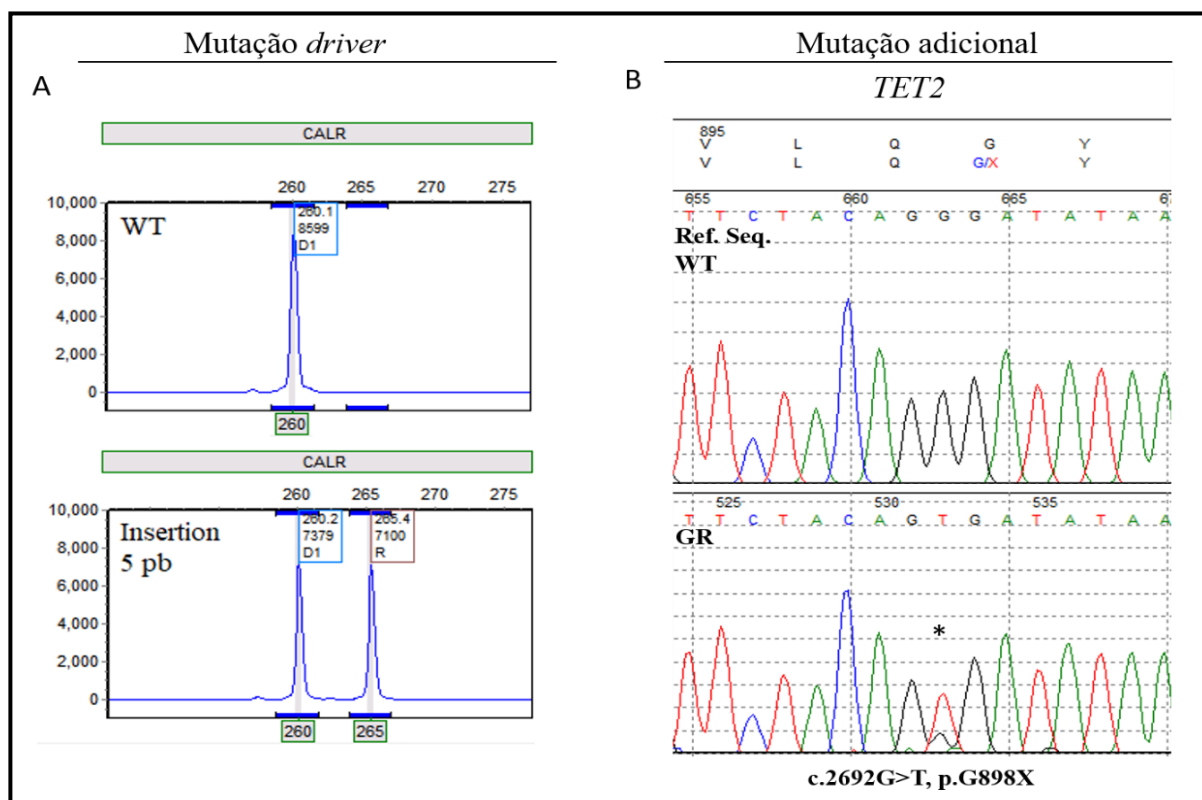 Mutação driver
Mutação adicional
TET2
A
B
CALR
260 265 270 275
10,000
8,000
6,000
4,000
2,000
0
WT
260.1
8599
D1
260
CALR
260 265 270 275
10,000
8,000
6,000
4,000
2,000
0
Insertion
5 pb
260.2
7379
D1
265.4
7100
R
260 265
895
V L Q G Y
V L Q G/X Y
655 660 665
T T C T A C A G G G A T A T A A
Ref. Seq.
WT
525 530 535
T T C T A C A G T G A T A T A A
GR
*
c.2692G>T, p.G898X